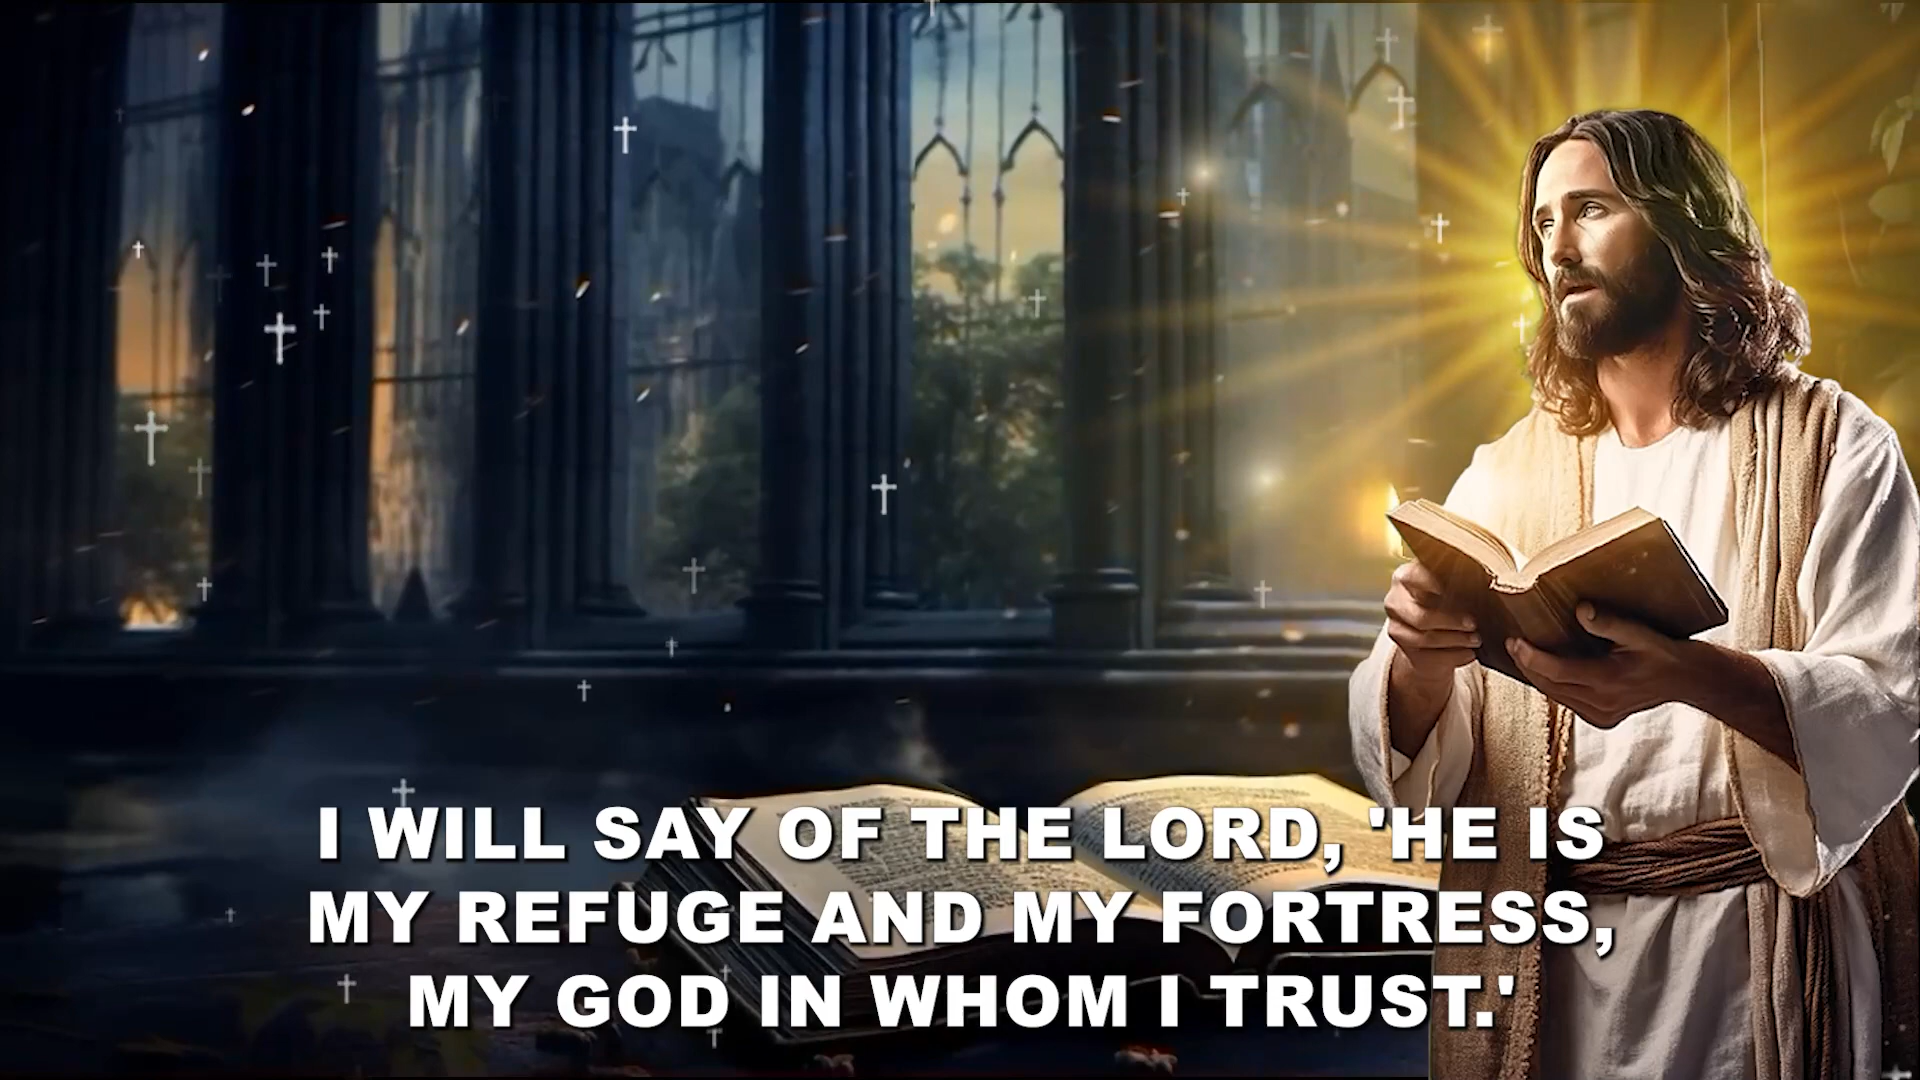 I WILL SAY OF THE LORD, 'HE IS
MY REFUGE AND MY FORTRESS,
MY GOD IN WHOM I TRUST.'